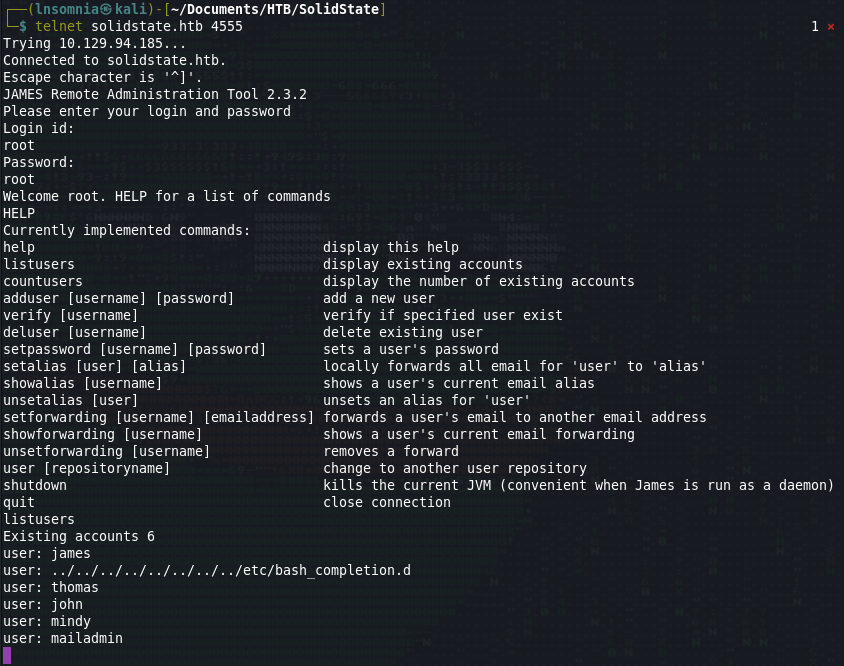 ┌──(lnsomnia㉿kali)-[~/Documents/HTB/SolidState]
└─$ telnet solidstate.htb 4555 1 ⨯
Trying 10.129.94.185...
Connected to solidstate.htb.
Escape character is '^]'.
JAMES Remote Administration Tool 2.3.2
Please enter your login and password
Login id:
root
Password:
root
Welcome root. HELP for a list of commands
HELP
Currently implemented commands:
help display this help
listusers display existing accounts
countusers display the number of existing accounts
adduser [username] [password] add a new user
verify [username] verify if specified user exist
deluser [username] delete existing user
setpassword [username] [password] sets a user's password
setalias [user] [alias] locally forwards all email for 'user' to 'alias'
showalias [username] shows a user's current email alias
unsetalias [user] unsets an alias for 'user'
setforwarding [username] [emailaddress] forwards a user's email to another email address
showforwarding [username] shows a user's current email forwarding
unsetforwarding [username] removes a forward
user [repositoryname] change to another user repository
shutdown kills the current JVM (convenient when James is run as a daemon)
quit close connection
listusers
Existing accounts 6
user: james
user: ../../../../../../../../etc/bash_completion.d
user: thomas
user: john
user: mindy
user: mailadmin